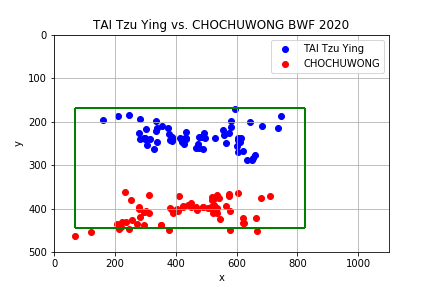 TAI Tzu Ying vs. CHOCHUWONG BWF 2020
TAI Tzu Ying
CHOCHUWONG
0
100
200
300
400
500
y
0 200 400 600 800 1000
x